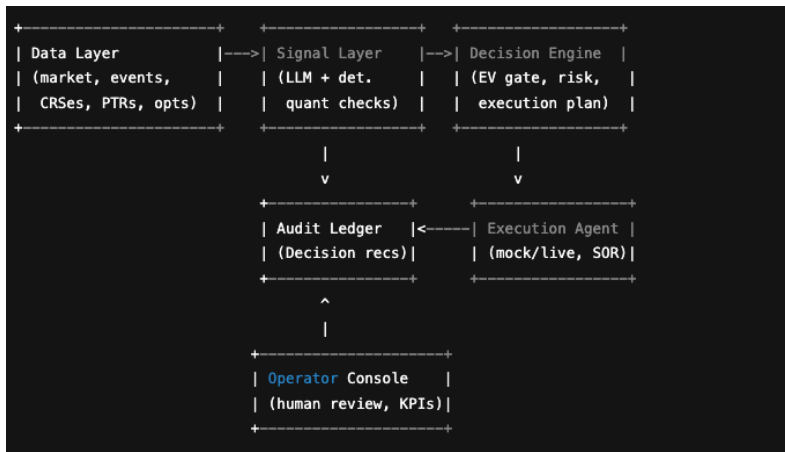 +---------------------+    +-----------------+   +------------------+
| Data Layer          |--->| Signal Layer    |-->| Decision Engine  |
| (market, events,     |    | (LLM + det.      |   | (EV gate, risk,   |
|  CRSes, PTRs, opts)  |    |  quant checks)   |   |  execution plan)  |
+---------------------+    +-----------------+   +------------------+
|                       |
v                       v
+----------------+      +-----------------+
| Audit Ledger   |<-----| Execution Agent |
| (Decision recs)|      | (mock/live, SOR)|
+----------------+      +-----------------+
^
|
+---------------------+
| Operator Console    |
| (human review, KPIs)|
+---------------------+